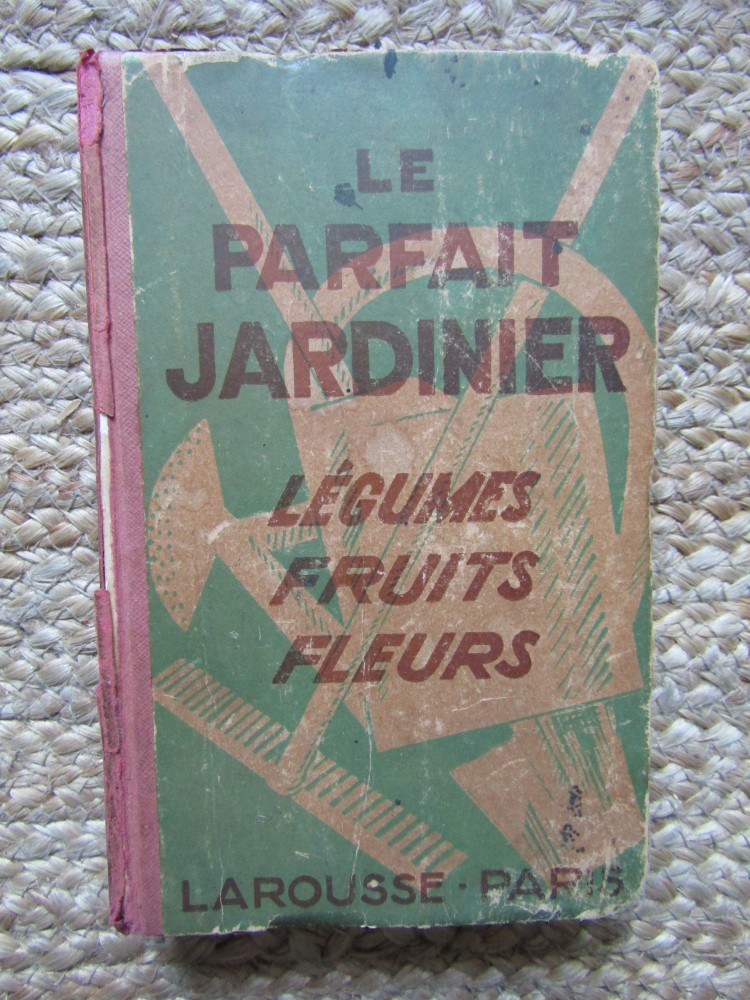 LE
PARFAIT
JARDINIER
LÉGUMES
FRUITS
FLEURS
LAROUSSE · PARIS